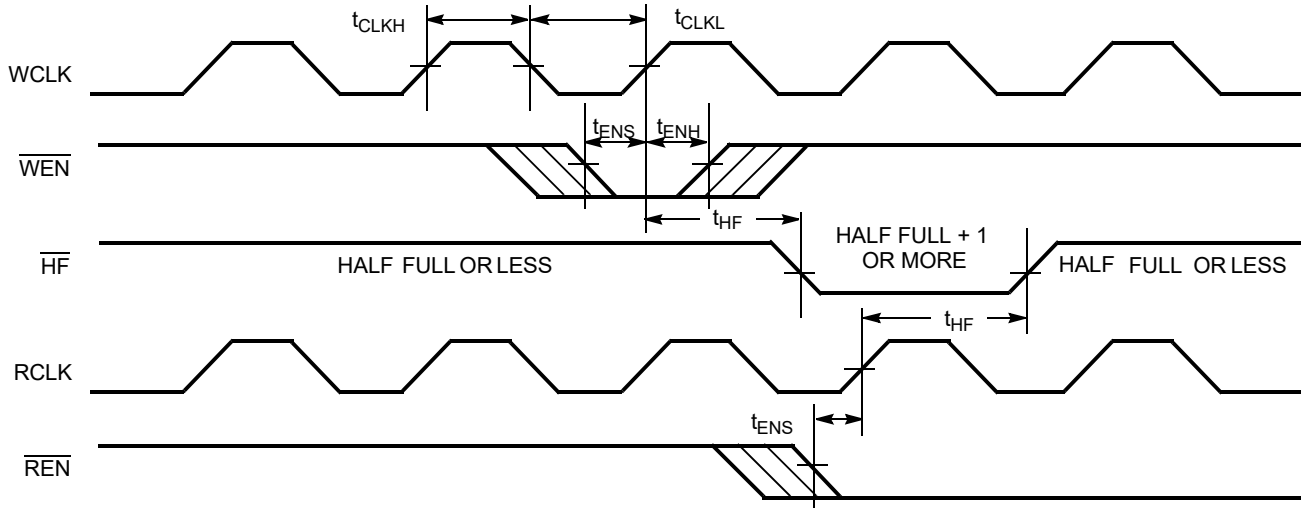 tCLKH
tCLKL
WCLK
tENS
tENH
WEN
tHF
HF
HALF FULL OR LESS
HALF FULL + 1
OR MORE
HALF FULL OR LESS
tHF
RCLK
tENS
REN